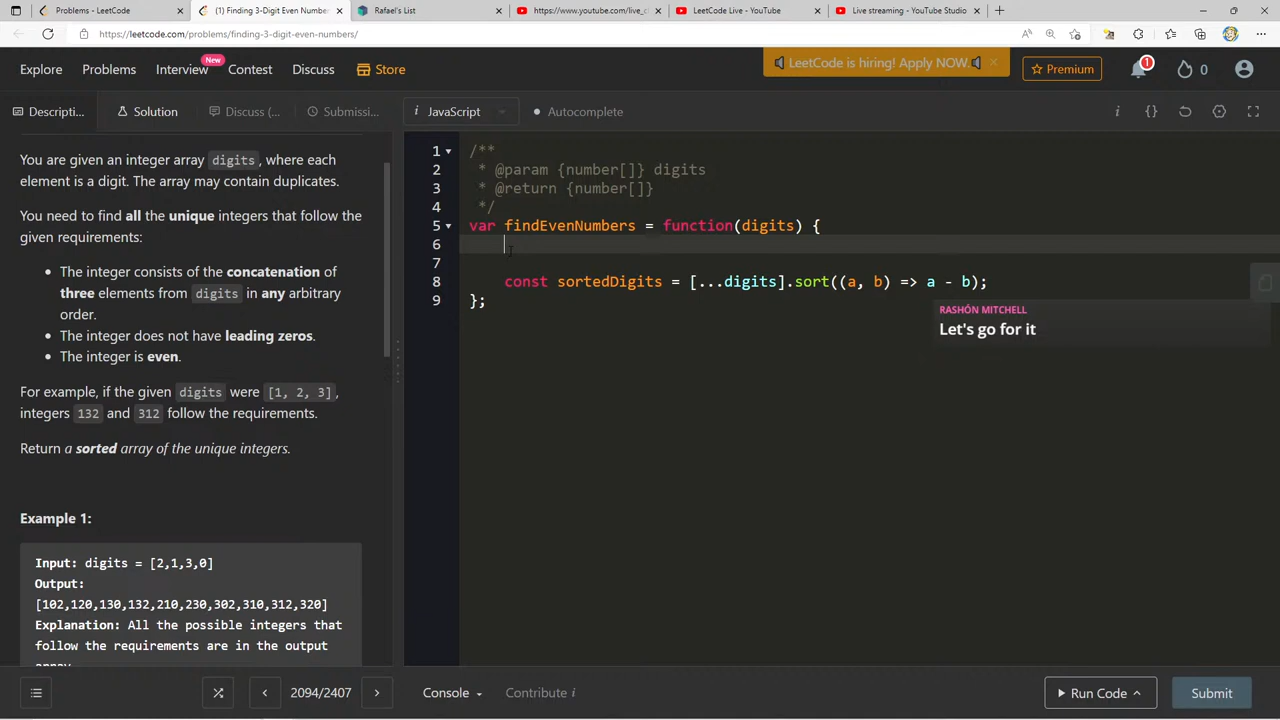 Problems - LeetCode
(1) Finding 3-Digit Even Number
Rafael's List
https://www.youtube.com/live_cl
LeetCode Live - YouTube
Live streaming - YouTube Studio
https://leetcode.com/problems/finding-3-digit-even-numbers/
Explore
Problems
Interview
New
Contest
Discuss
Store
LeetCode is hiring! Apply NOW.
Premium
1
0
Descripti...
Solution
Discuss (...
Submissi...
i
JavaScript
Autocomplete
You are given an integer array digits, where each
element is a digit. The array may contain duplicates.
You need to find all the unique integers that follow the
given requirements:
• The integer consists of the concatenation of
three elements from digits in any arbitrary
order.
• The integer does not have leading zeros.
• The integer is even.
For example, if the given digits were [1, 2, 3],
integers 132 and 312 follow the requirements.
Return a sorted array of the unique integers.
Example 1:
Input: digits = [2,1,3,0]
Output:
[102,120,130,132,210,230,302,310,312,320]
Explanation: All the possible integers that
follow the requirements are in the output
array.
1 /**
2 * @param {number[]} digits
3 * @return {number[]}
4 */
5 var findEvenNumbers = function(digits) {
6
7
8 const sortedDigits = [...digits].sort((a, b) => a - b);
9 };
RASHÓN MITCHELL
Let's go for it
2094/2407
Console
Contribute i
Run Code
Submit